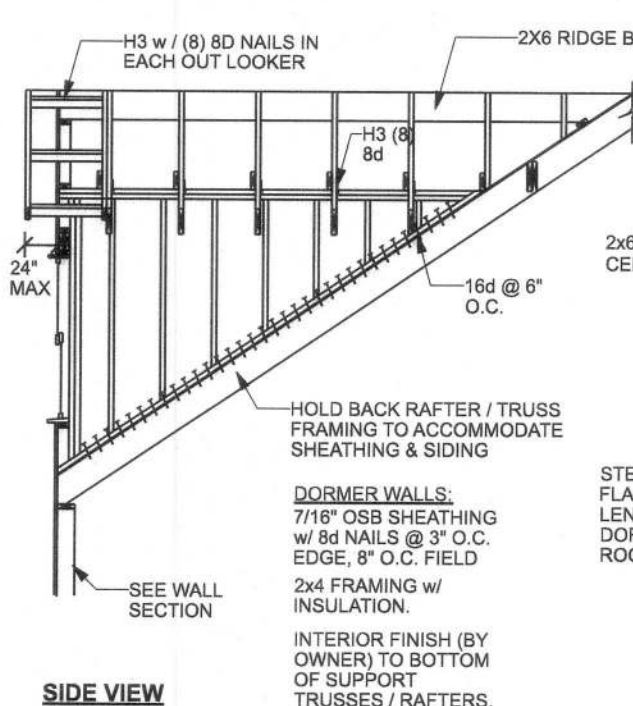 H3 w / (8) 8D NAILS IN
EACH OUT LOOKER
2X6 RIDGE B
H3 (8)
8d
24"
MAX
2x6
CEI
16d @ 6"
O.C.
HOLD BACK RAFTER / TRUSS
FRAMING TO ACCOMMODATE
SHEATHING & SIDING
DORMER WALLS:
7/16" OSB SHEATHING
w/ 8d NAILS @ 3" O.C.
EDGE, 8" O.C. FIELD
2x4 FRAMING w/
INSULATION.
INTERIOR FINISH (BY
OWNER) TO BOTTOM
OF SUPPORT
TRUSSES / RAFTERS.
STE
FLA
LEN
DOR
ROO
SEE WALL
SECTION
SIDE VIEW